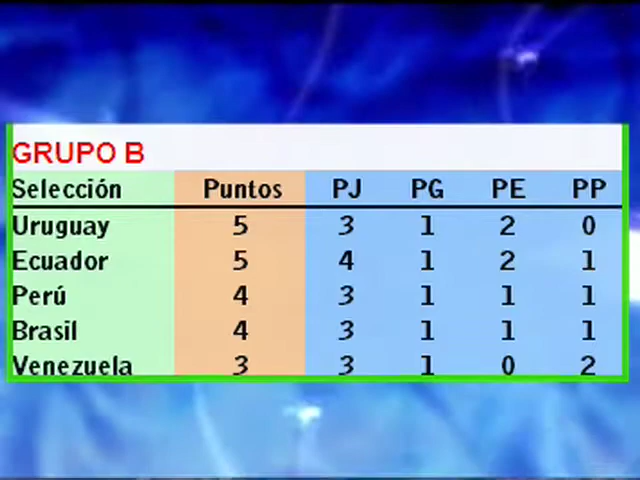 GRUPO B
Selección Puntos PJ PG PE PP
Uruguay 5 3 1 2 0
Ecuador 5 4 1 2 1
Perú 4 3 1 1 1
Brasil 4 3 1 1 1
Venezuela 3 3 1 0 2